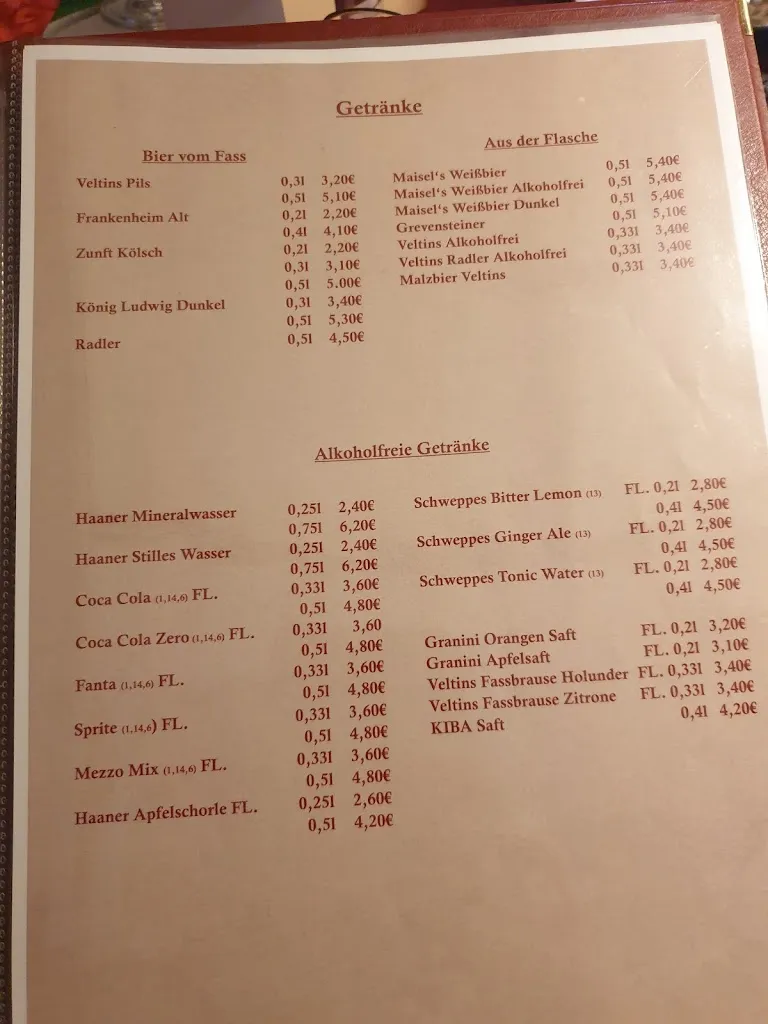 Getränke
Bier vom Fass
Veltins Pils 0,3l 3,20€
0,5l 5,10€
Frankenheim Alt 0,2l 2,20€
0,4l 4,10€
Zunft Kölsch 0,2l 2,20€
0,3l 3,10€
0,5l 5.00€
König Ludwig Dunkel 0,3l 3,40€
0,5l 5,30€
Radler 0,5l 4,50€
Aus der Flasche
Maisel's Weißbier 0,5l 5,40€
Maisel's Weißbier Alkoholfrei 0,5l 5,40€
Maisel's Weißbier Dunkel 0,5l 5,40€
Grevensteiner 0,5l 5,10€
Veltins Alkoholfrei 0,33l 3,40€
Veltins Radler Alkoholfrei 0,33l 3,40€
Malzbier Veltins 0,33l 3,40€
Alkoholfreie Getränke
Haaner Mineralwasser 0,25l 2,40€
0,75l 6,20€
Haaner Stilles Wasser 0,25l 2,40€
0,75l 6,20€
Coca Cola (1,14,6) FL. 0,33l 3,60€
0,5l 4,80€
Coca Cola Zero (1,14,6) FL. 0,33l 3,60
0,5l 4,80€
Fanta (1,14,6) FL. 0,33l 3,60€
0,5l 4,80€
Sprite (1,14,6) FL. 0,33l 3,60€
0,5l 4,80€
Mezzo Mix (1,14,6) FL. 0,33l 3,60€
0,5l 4,80€
Haaner Apfelschorle FL. 0,25l 2,60€
0,5l 4,20€
Schweppes Bitter Lemon (13) FL. 0,2l 2,80€
0,4l 4,50€
Schweppes Ginger Ale (13) FL. 0,2l 2,80€
0,4l 4,50€
Schweppes Tonic Water (13) FL. 0,2l 2,80€
0,4l 4,50€
Granini Orangen Saft FL. 0,2l 3,20€
Granini Apfelsaft FL. 0,2l 3,10€
Veltins Fassbrause Holunder FL. 0,33l 3,40€
Veltins Fassbrause Zitrone FL. 0,33l 3,40€
KIBA Saft 0,4l 4,20€